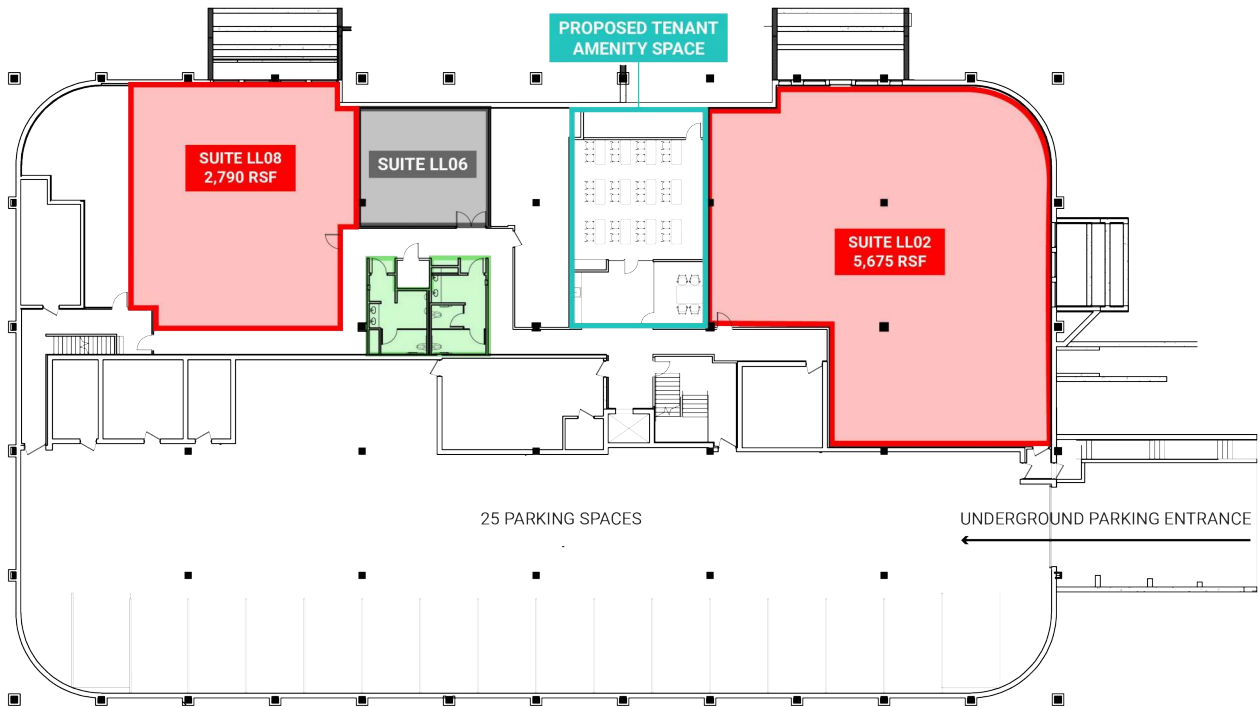 PROPOSED TENANT
AMENITY SPACE
SUITE LL08
2,790 RSF
SUITE LL06
SUITE LL02
5,675 RSF
25 PARKING SPACES
UNDERGROUND PARKING ENTRANCE